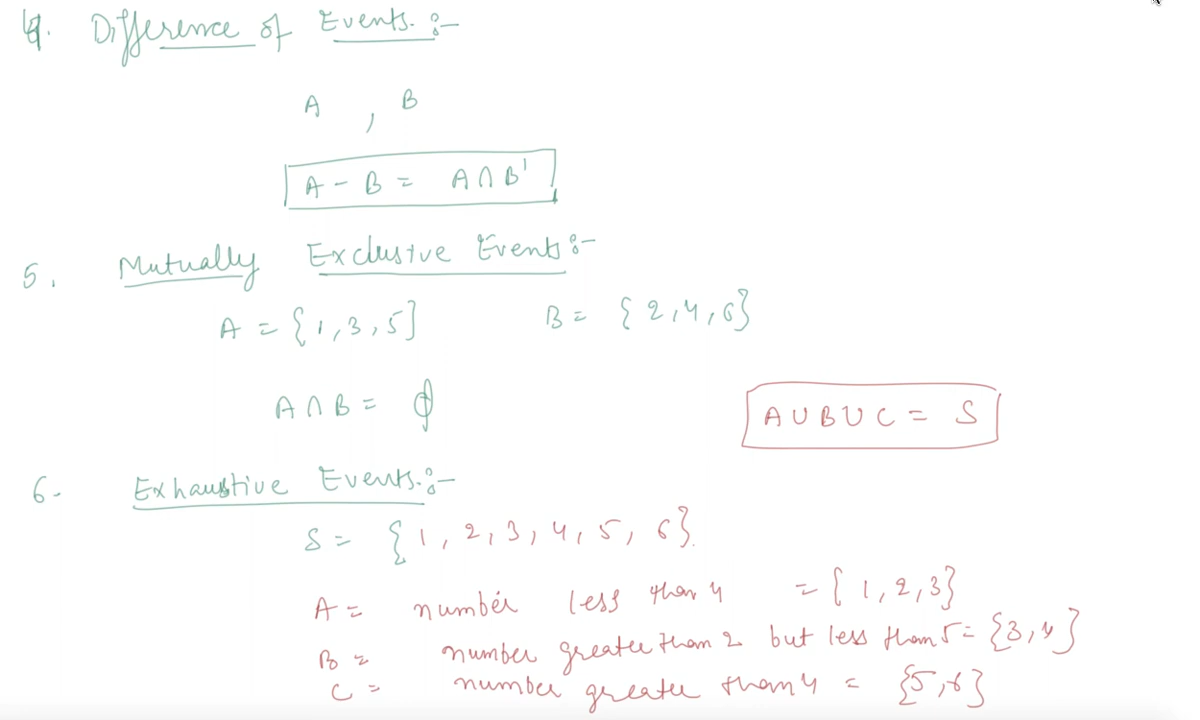 4. Difference of Events :-
A , B
A - B = A ∩ B'
5. Mutually Exclusive Events :-
A = {1, 3, 5}    B = {2, 4, 6}
A ∩ B = ϕ
A ∪ B ∪ C = S
6. Exhaustive Events. :-
S = {1, 2, 3, 4, 5, 6}
A = number less than 4 = {1, 2, 3}
B = number greater than 2 but less than 5 = {3, 4}
C = number greater than 4 = {5, 6}